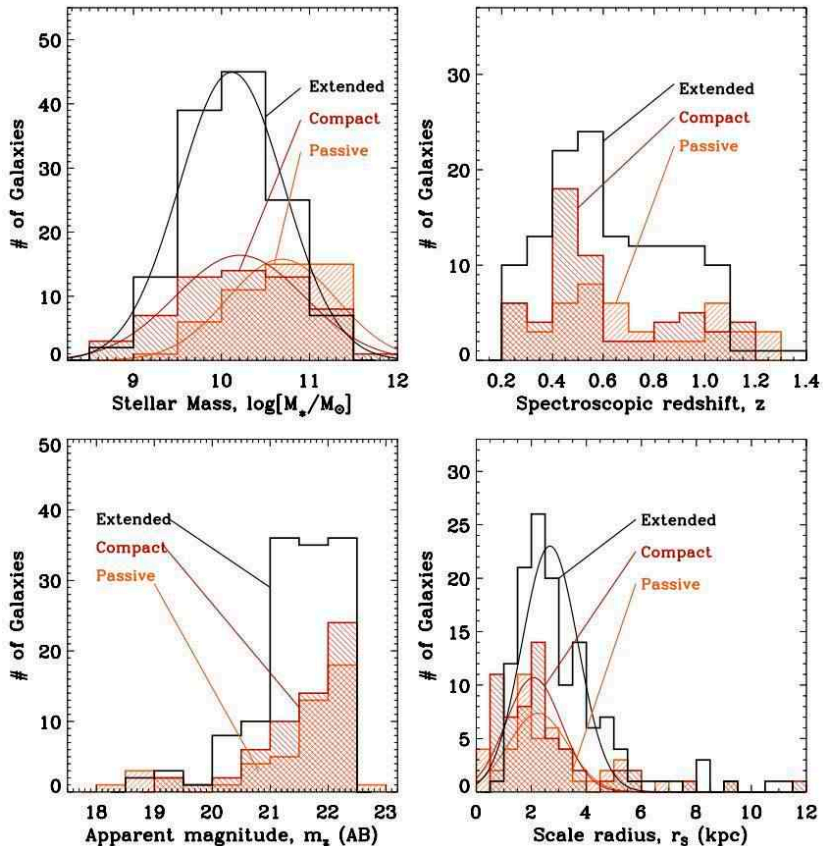 50
40
30
20
10
0
# of Galaxies
Extended
Compact
Passive
9 10 11 12
Stellar Mass, log[M*/M⊙]
30
20
10
0
# of Galaxies
Extended
Compact
Passive
0.2 0.4 0.6 0.8 1.0 1.2 1.4
Spectroscopic redshift, z
50
40
30
20
10
0
# of Galaxies
Extended
Compact
Passive
18 19 20 21 22 23
Apparent magnitude, m_z (AB)
30
25
20
15
10
5
0
# of Galaxies
Extended
Compact
Passive
0 2 4 6 8 10 12
Scale radius, r_S (kpc)